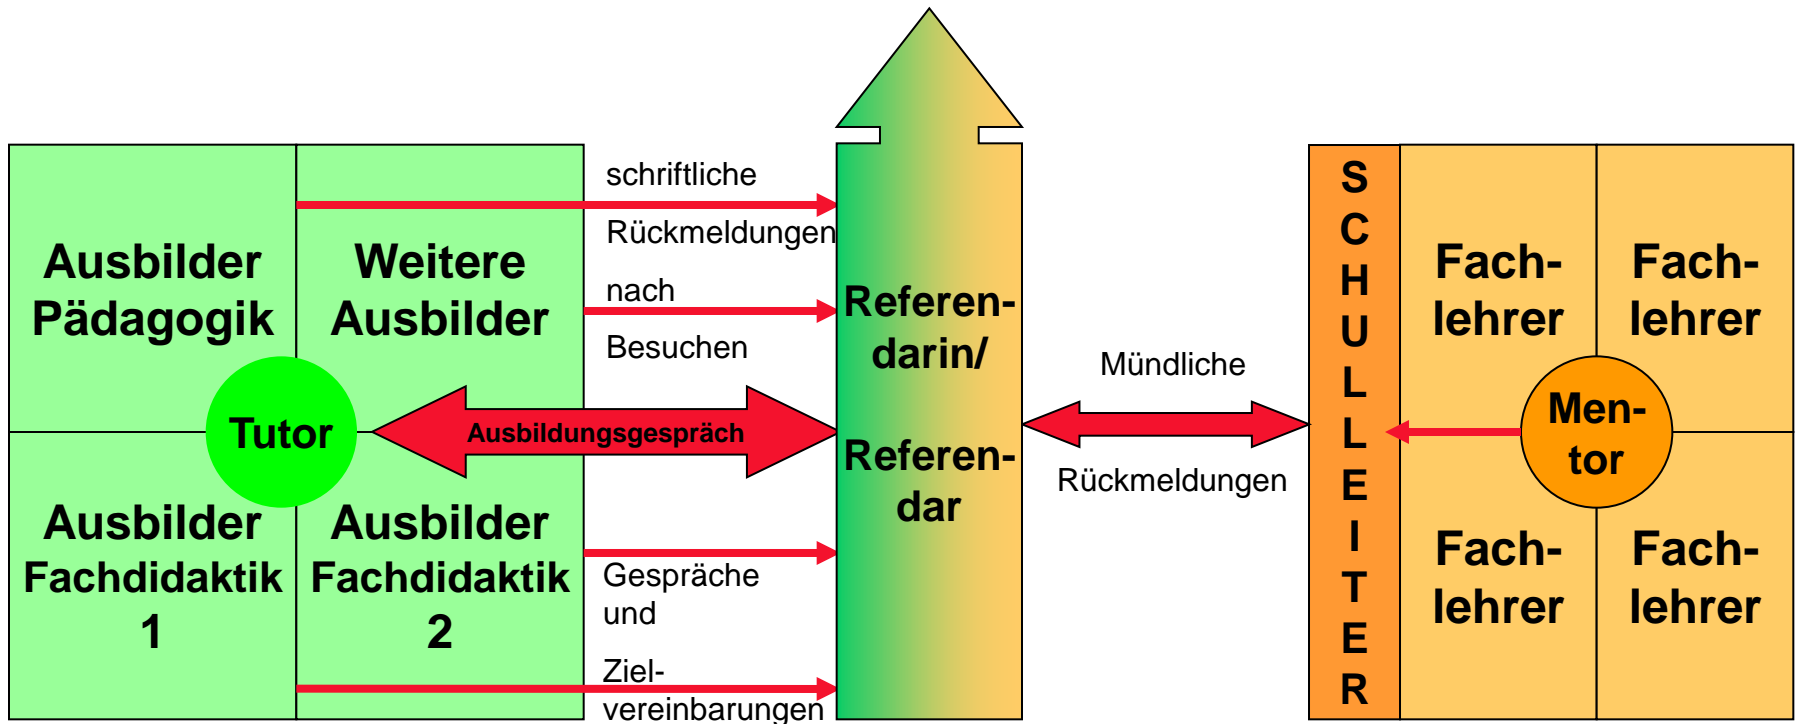 Ausbilder
Pädagogik
Weitere
Ausbilder
Tutor
Ausbilder
Fachdidaktik
1
Ausbilder
Fachdidaktik
2
schriftliche
Rückmeldungen
nach
Besuchen
Ausbildungsgespräch
Gespräche
und
Ziel-
vereinbarungen
Referen-
darin/
Referen-
dar
Mündliche
Rückmeldungen
S
C
H
U
L
L
E
I
T
E
R
Fach-
lehrer
Fach-
lehrer
Men-
tor
Fach-
lehrer
Fach-
lehrer